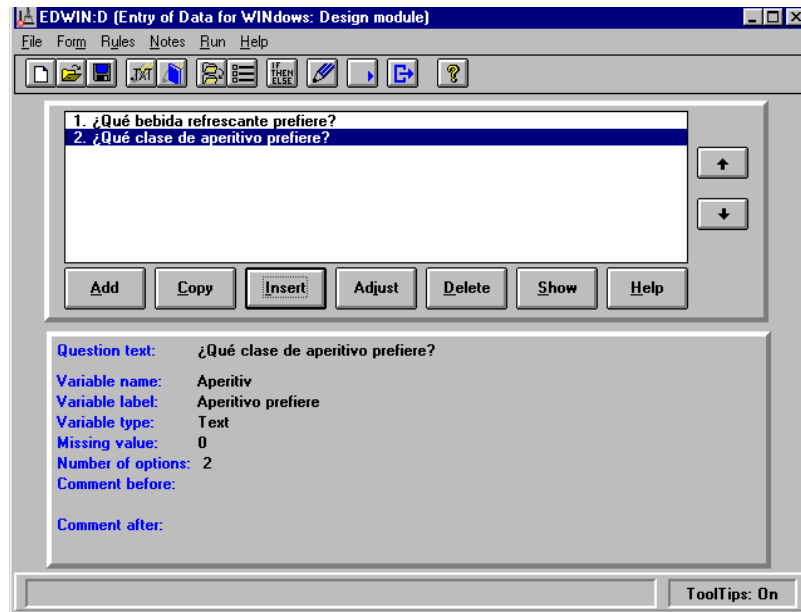 EDWIN:D (Entry of Data for WINdows: Design module)
File Form Rules Notes Run Help
.TXT IF THEN ELSE ?
1. ¿Qué bebida refrescante prefiere?
2. ¿Qué clase de aperitivo prefiere?
Add Copy Insert Adjust Delete Show Help
Question text: ¿Qué clase de aperitivo prefiere?
Variable name: Aperitiv
Variable label: Aperitivo prefiere
Variable type: Text
Missing value: 0
Number of options: 2
Comment before:
Comment after:
ToolTips: On